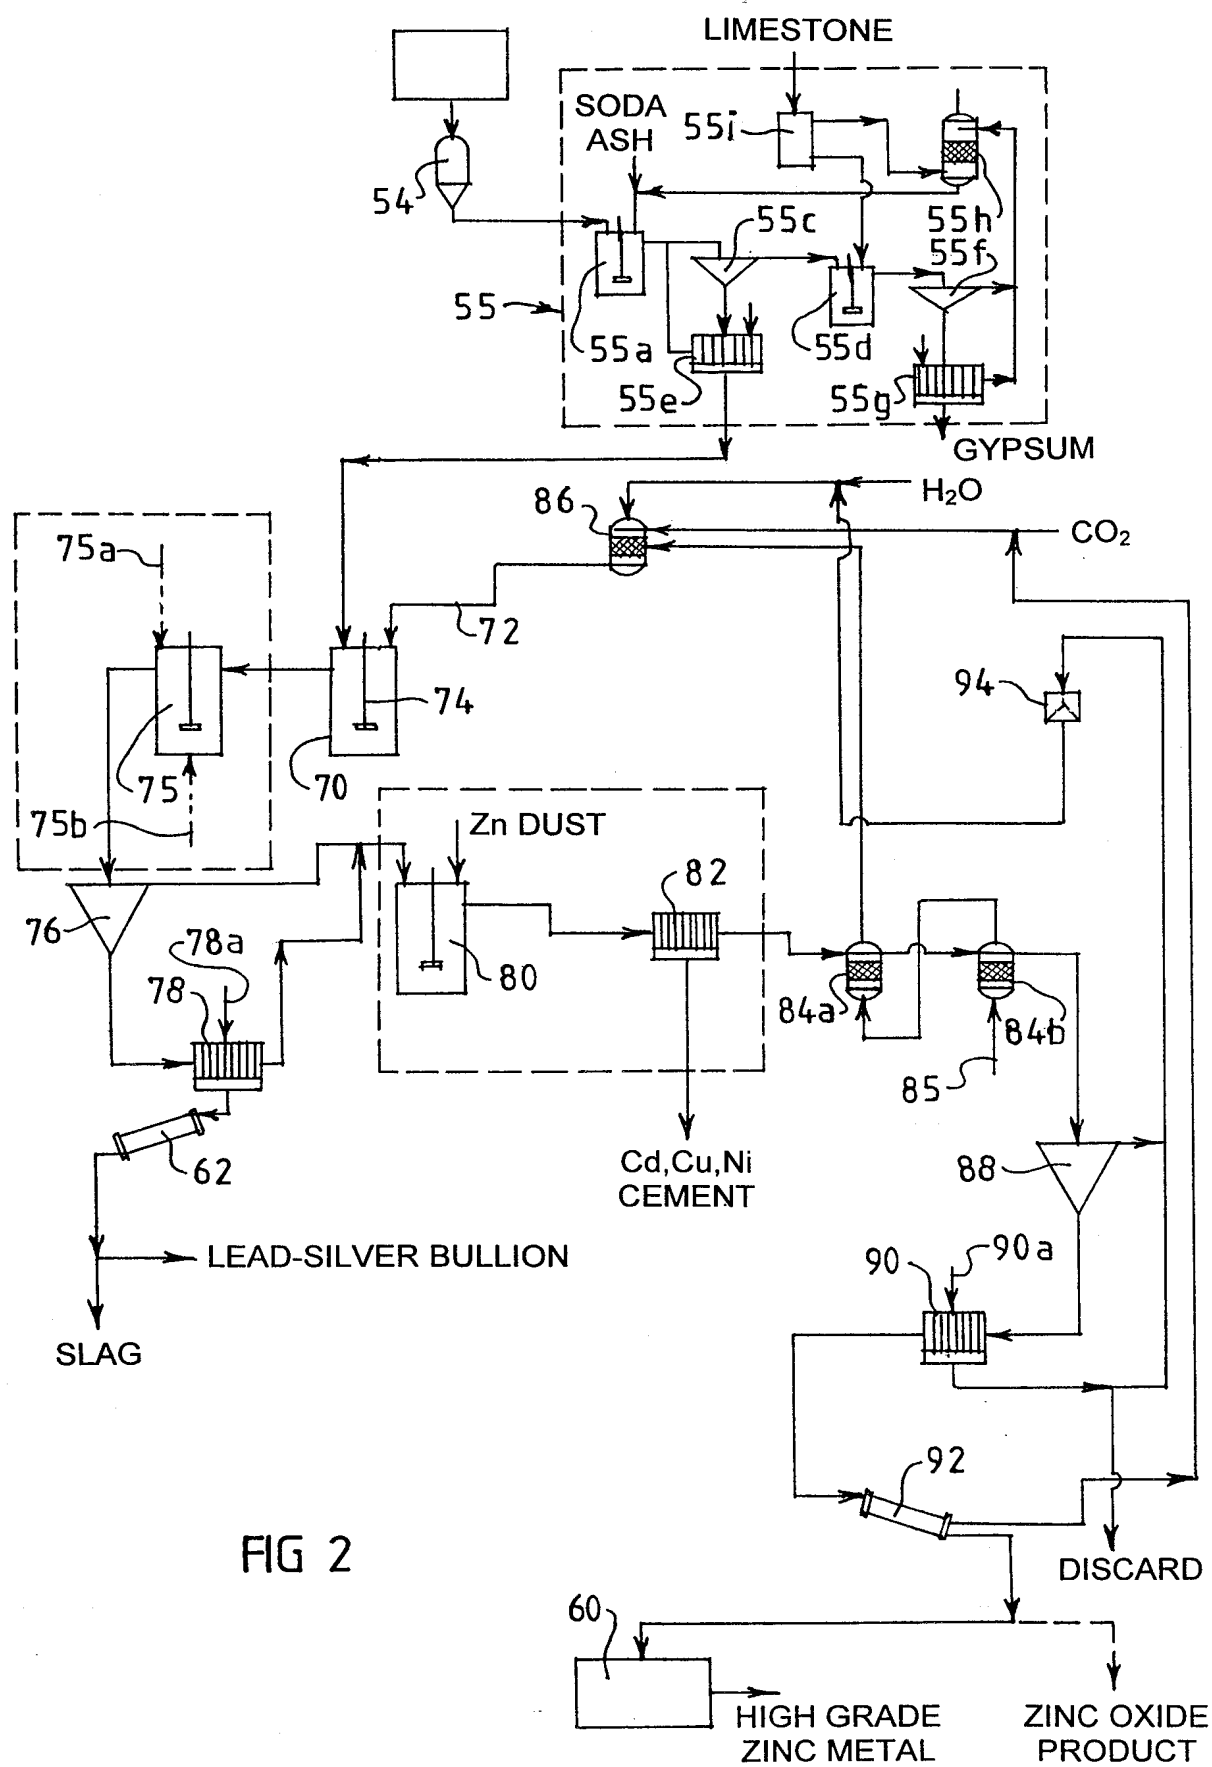 LIMESTONE
SODA
ASH
55i
54
55h
55c
55f
55
55a
55d
55e
55g
GYPSUM
86
H₂O
CO₂
75a
72
94
74
75
70
75b
Zn DUST
82
76
78a
78
80
84a
84b
85
62
Cd,Cu,Ni
CEMENT
88
LEAD-SILVER BULLION
90
90a
SLAG
92
FIG 2
DISCARD
60
HIGH GRADE
ZINC METAL
ZINC OXIDE
PRODUCT